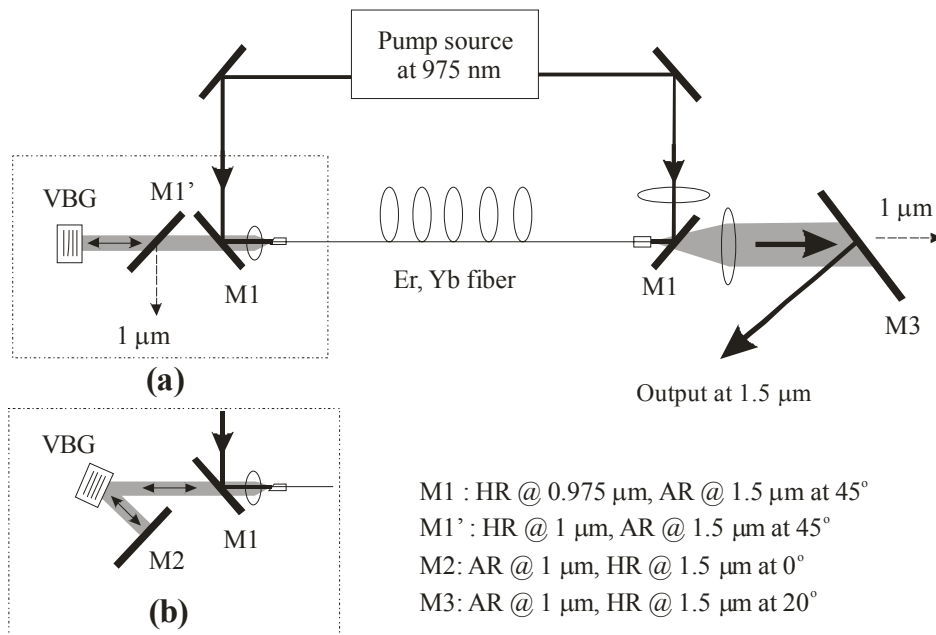 Pump source
at 975 nm
VBG
M1’
M1
1 μm
(a)
Er, Yb fiber
M1
1 μm
M3
Output at 1.5 μm
VBG
M2
M1
(b)
M1 : HR @ 0.975 μm, AR @ 1.5 μm at 45°
M1’ : HR @ 1 μm, AR @ 1.5 μm at 45°
M2: AR @ 1 μm, HR @ 1.5 μm at 0°
M3: AR @ 1 μm, HR @ 1.5 μm at 20°